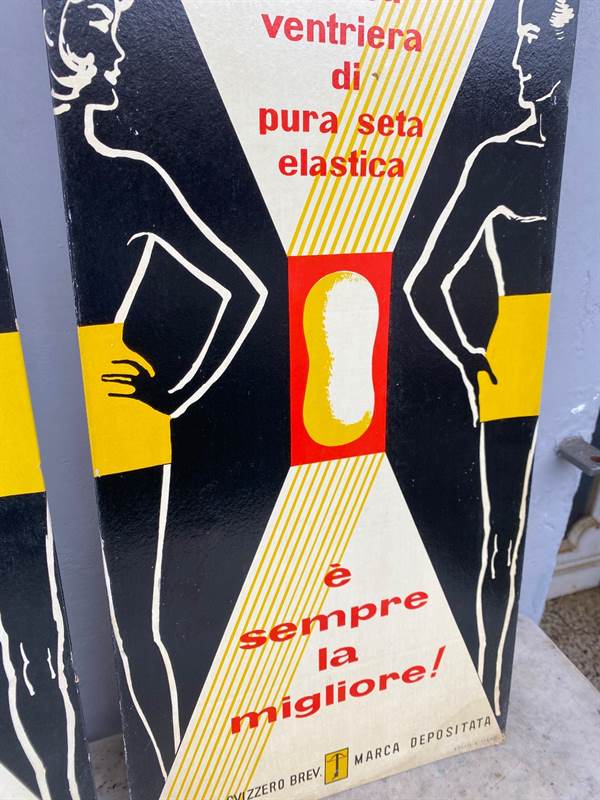 ventriera
di
pura seta
elastica
è
sempre
la
migliore!
SVIZZERO BREV. MARCA DEPOSITATA